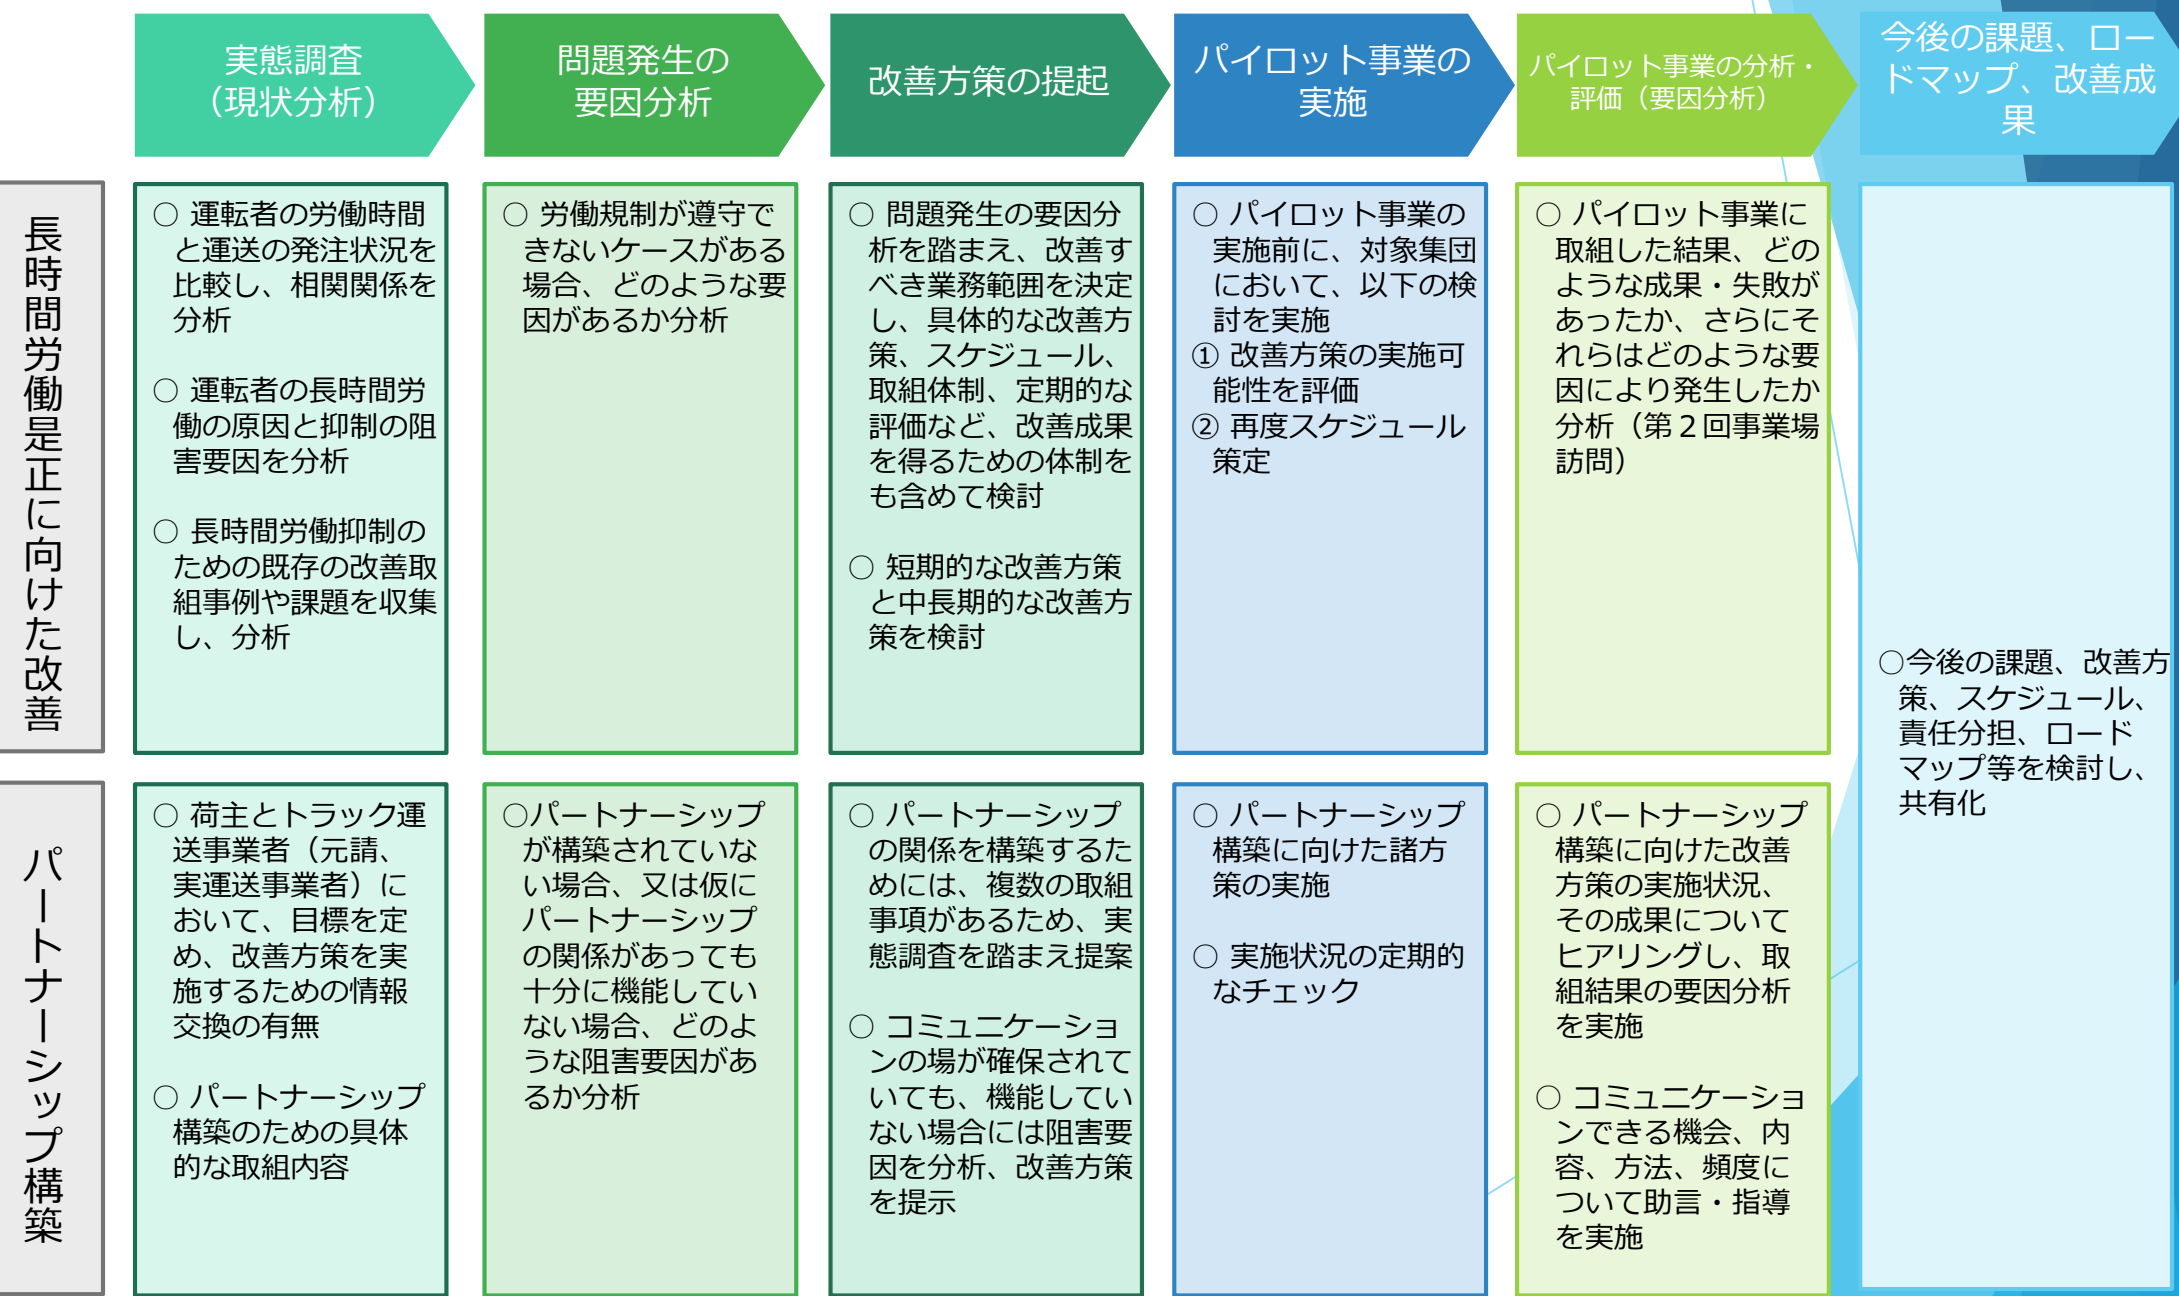 実態調査
（現状分析）
問題発生の
要因分析
改善方策の提起
パイロット事業の
実施
パイロット事業の分析・
評価（要因分析）
今後の課題、ロー
ドマップ、改善成
果
長時間労働是正に向けた改善
○ 運転者の労働時間
と運送の発注状況を
比較し、相関関係を
分析
○ 運転者の長時間労
働の原因と抑制の阻
害要因を分析
○ 長時間労働抑制の
ための既存の改善取
組事例や課題を収集
し、分析
○ 労働規制が遵守で
きないケースがある
場合、どのような要
因があるか分析
○ 問題発生の要因分
析を踏まえ、改善す
べき業務範囲を決定
し、具体的な改善方
策、スケジュール、
取組体制、定期的な
評価など、改善成果
を得るための体制を
も含めて検討
○ 短期的な改善方策
と中長期的な改善方
策を検討
○ パイロット事業の
実施前に、対象集団
において、以下の検
討を実施
① 改善方策の実施可
能性を評価
② 再度スケジュール
策定
○ パイロット事業に
取組した結果、どの
ような成果・失敗が
あったか、さらにそ
れらはどのような要
因により発生したか
分析（第２回事業場
訪問）
○今後の課題、改善方
策、スケジュール、
責任分担、ロード
マップ等を検討し、
共有化
パートナーシップ構築
○ 荷主とトラック運
送事業者（元請、
実運送事業者）に
おいて、目標を定
め、改善方策を実
施するための情報
交換の有無
○ パートナーシップ
構築のための具体
的な取組内容
○パートナーシップ
が構築されていな
い場合、又は仮に
パートナーシップ
の関係があっても
十分に機能してい
ない場合、どのよ
うな阻害要因があ
るか分析
○ パートナーシップ
の関係を構築するた
めには、複数の取組
事項があるため、実
態調査を踏まえ提案
○ コミュニケーショ
ンの場が確保されて
いても、機能してい
ない場合には阻害要
因を分析、改善方策
を提示
○ パートナーシップ
構築に向けた諸方
策の実施
○ 実施状況の定期的
なチェック
○ パートナーシップ
構築に向けた改善
方策の実施状況、
その成果について
ヒアリングし、取
組結果の要因分析
を実施
○ コミュニケーショ
ンできる機会、内
容、方法、頻度に
ついて助言・指導
を実施